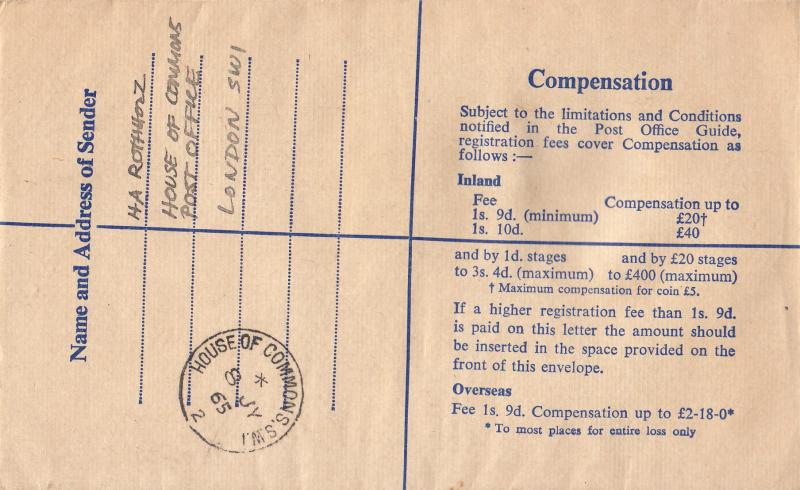 Name and Address of Sender
H A ROTHHOLZ
HOUSE OF COMMONS
POST OFFICE
LONDON SW1
HOUSE OF COMMONS. S.W.1
*
8 JY
65
2
Compensation
Subject to the limitations and Conditions
notified in the Post Office Guide,
registration fees cover Compensation as
follows :—
Inland
Fee Compensation up to
1s. 9d. (minimum) £20†
1s. 10d. £40
and by 1d. stages and by £20 stages
to 3s. 4d. (maximum) to £400 (maximum)
† Maximum compensation for coin £5.
If a higher registration fee than 1s. 9d.
is paid on this letter the amount should
be inserted in the space provided on the
front of this envelope.
Overseas
Fee 1s. 9d. Compensation up to £2-18-0*
* To most places for entire loss only